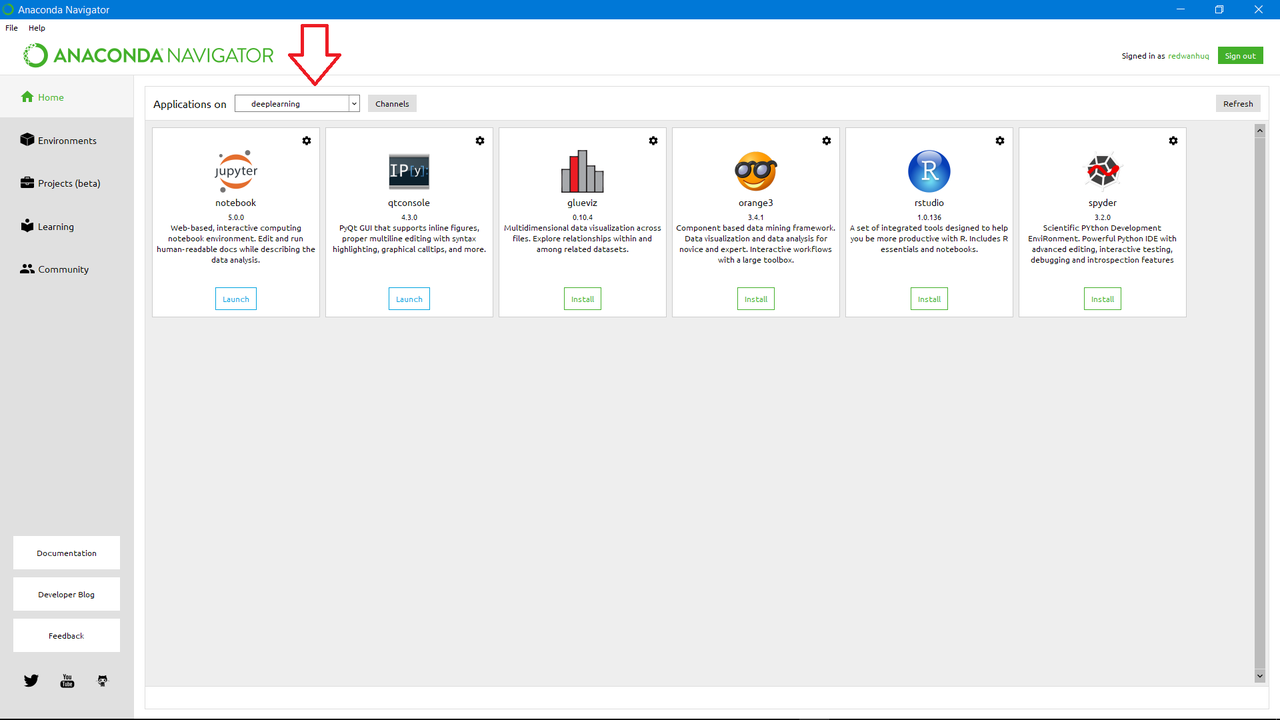 Anaconda Navigator
File Help
ANACONDA NAVIGATOR
Signed in as redwanhuq
Sign out
Home
Environments
Projects (beta)
Learning
Community
Documentation
Developer Blog
Feedback
Applications on
deeplearning
Channels
Refresh
jupyter
notebook
5.0.0
Web-based, interactive computing
notebook environment. Edit and run
human-readable docs while describing the
data analysis.
Launch
IP[y]:
qtconsole
4.3.0
PyQt GUI that supports inline figures,
proper multiline editing with syntax
highlighting, graphical calltips, and more.
Launch
glueviz
0.10.4
Multidimensional data visualization across
files. Explore relationships within and
among related datasets.
Install
orange3
3.4.1
Component based data mining framework.
Data visualization and data analysis for
novice and expert. Interactive workflows
with a large toolbox.
Install
R
rstudio
1.0.136
A set of integrated tools designed to help
you be more productive with R. Includes R
essentials and notebooks.
Install
spyder
3.2.0
Scientific PYthon Development
EnviRonment. Powerful Python IDE with
advanced editing, interactive testing,
debugging and introspection features
Install
You
Tube